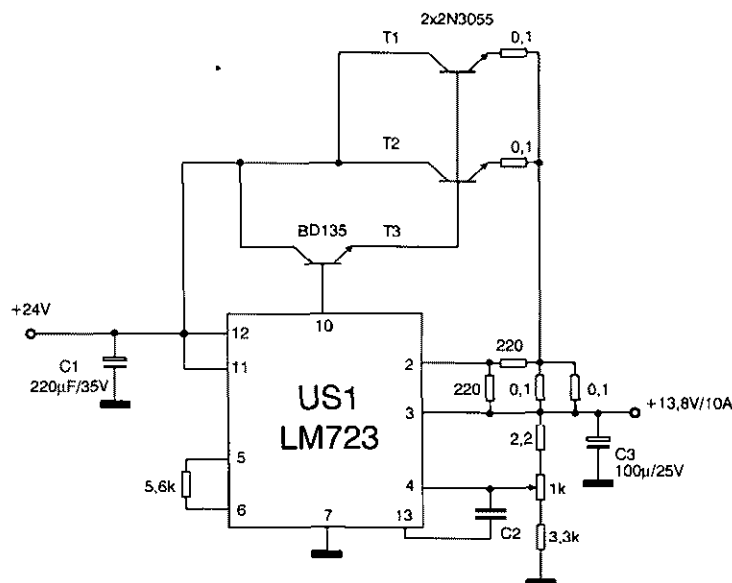 2x2N3055
T1
0,1
T2
0,1
BD135
T3
+24V
12
10
C1
220µF/35V
11
2
220
220
0,1
0,1
US1
LM723
3
+13,8V/10A
2,2
C3
100µ/25V
5
5,6k
6
4
1k
7
13
C2
3,3k